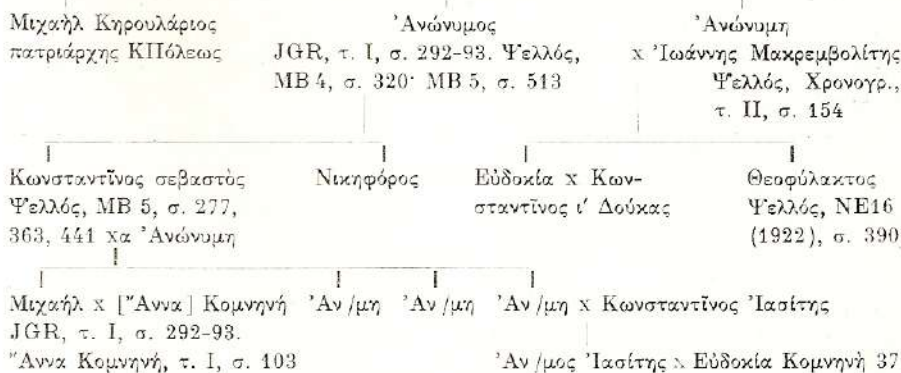 Μιχαὴλ Κηρουλάριος
πατριάρχης ΚΠόλεως
Ἀνώνυμος
JGR, τ. I, σ. 292-93. Ψελλός,
MB 4, σ. 320· MB 5, σ. 513
Ἀνώνυμη
x Ἰωάννης Μακρεμβολίτης
Ψελλός, Χρονογρ.,
τ. II, σ. 154
Κωνσταντῖνος σεβαστὸς
Ψελλός, MB 5, σ. 277,
363, 441 xα Ἀνώνυμη
Νικηφόρος
Εὐδοκία x Κων-
σταντῖνος ι′ Δούκας
Θεοφύλακτος
Ψελλός, NE16
(1922), σ. 390
Μιχαὴλ x [Ἄννα] Κομνηνή
JGR, τ. I, σ. 292-93.
Ἄννα Κομνηνή, τ. I, σ. 103
Ἀν/μη
Ἀν/μη
Ἀν/μη x Κωνσταντῖνος Ἰασίτης
Ἀν/μος Ἰασίτης x Εὐδοκία Κομνηνὴ 37